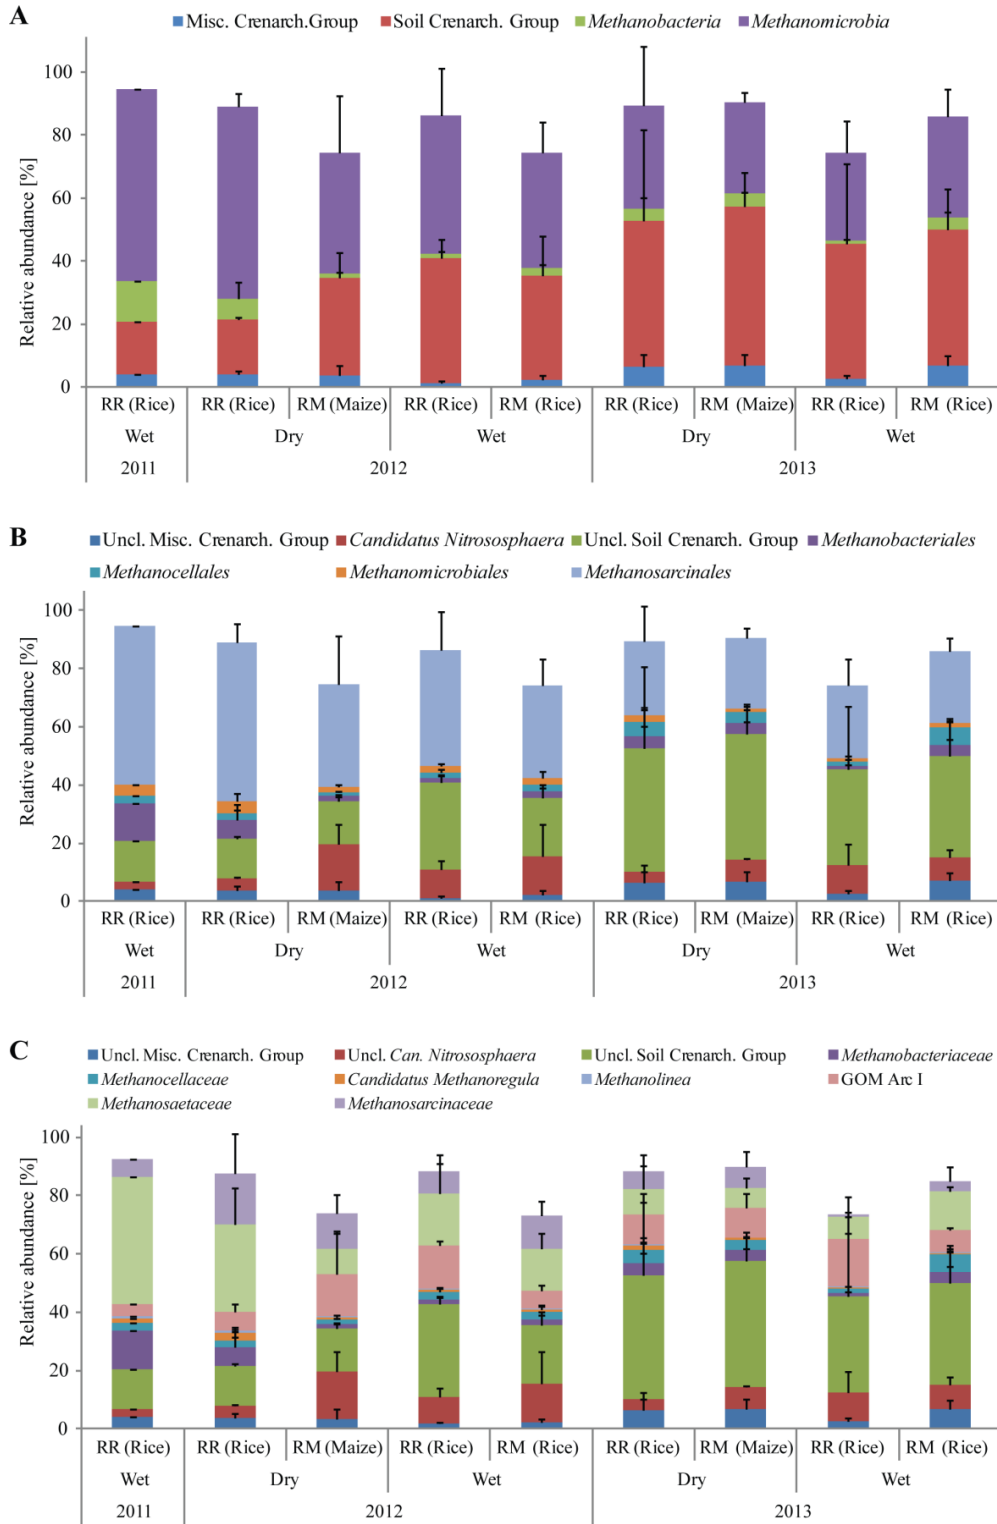 A
Misc. Crenarch.Group Soil Crenarch. Group Methanobacteria Methanomicrobia
Relative abundance [%]
100
80
60
40
20
0
RR (Rice) RR (Rice) RM (Maize) RR (Rice) RM (Rice) RR (Rice) RM (Maize) RR (Rice) RM (Rice)
Wet Dry Wet Dry Wet
2011 2012 2013
B
Uncl. Misc. Crenarch. Group Candidatus Nitrososphaera Uncl. Soil Crenarch. Group Methanobacteriales
Methanocellales Methanomicrobiales Methanosarcinales
Relative abundance [%]
100
80
60
40
20
0
RR (Rice) RR (Rice) RM (Maize) RR (Rice) RM (Rice) RR (Rice) RM (Maize) RR (Rice) RM (Rice)
Wet Dry Wet Dry Wet
2011 2012 2013
C
Uncl. Misc. Crenarch. Group Uncl. Can. Nitrososphaera Uncl. Soil Crenarch. Group Methanobacteriaceae
Methanocellaceae Candidatus Methanoregula Methanolinea GOM Arc I
Methanosaetaceae Methanosarcinaceae
Relative abundance [%]
100
80
60
40
20
0
RR (Rice) RR (Rice) RM (Maize) RR (Rice) RM (Rice) RR (Rice) RM (Maize) RR (Rice) RM (Rice)
Wet Dry Wet Dry Wet
2011 2012 2013